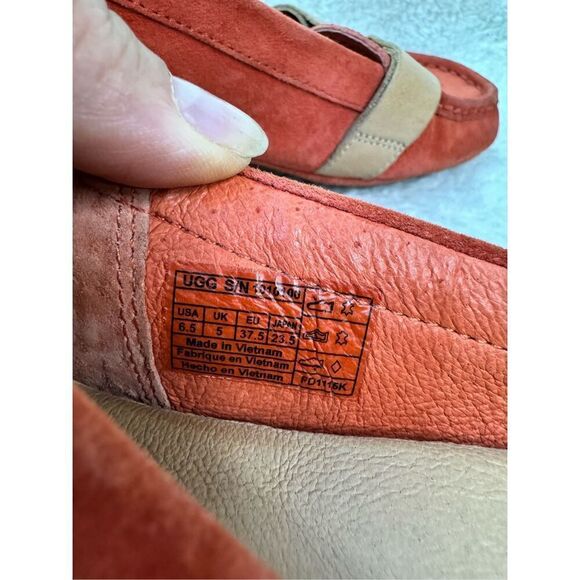 UGG S/N 1016100
USA UK EU JAPAN
6.5 5 37.5 23.5
Made in Vietnam
Fabrique en Vietnam
Hecho en Vietnam
PD1115K